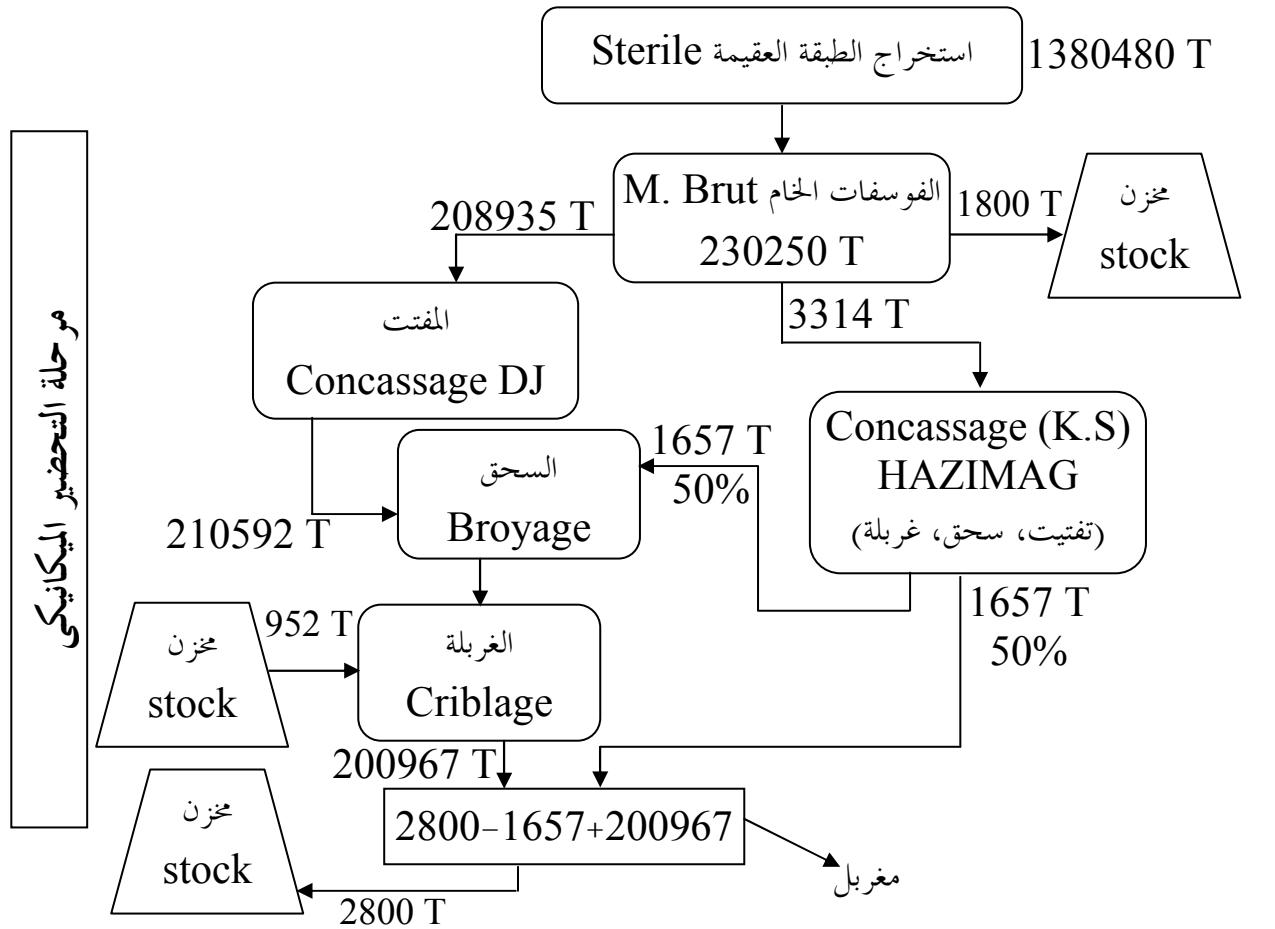 استخراج الطبقة العقيمة Sterile
1380480 T
الفوسفات الخام M. Brut
230250 T
208935 T
1800 T
مخزن
stock
3314 T
المفتت
Concassage DJ
Concassage (K.S)
HAZIMAG
(تفتيت، سحق، غربلة)
1657 T
50%
السحق
Broyage
210592 T
1657 T
50%
952 T
مخزن
stock
الغربلة
Criblage
200967 T
مخزن
stock
2800-1657+200967
مغربل
2800 T
مرحلة التحضير الميكانيكي